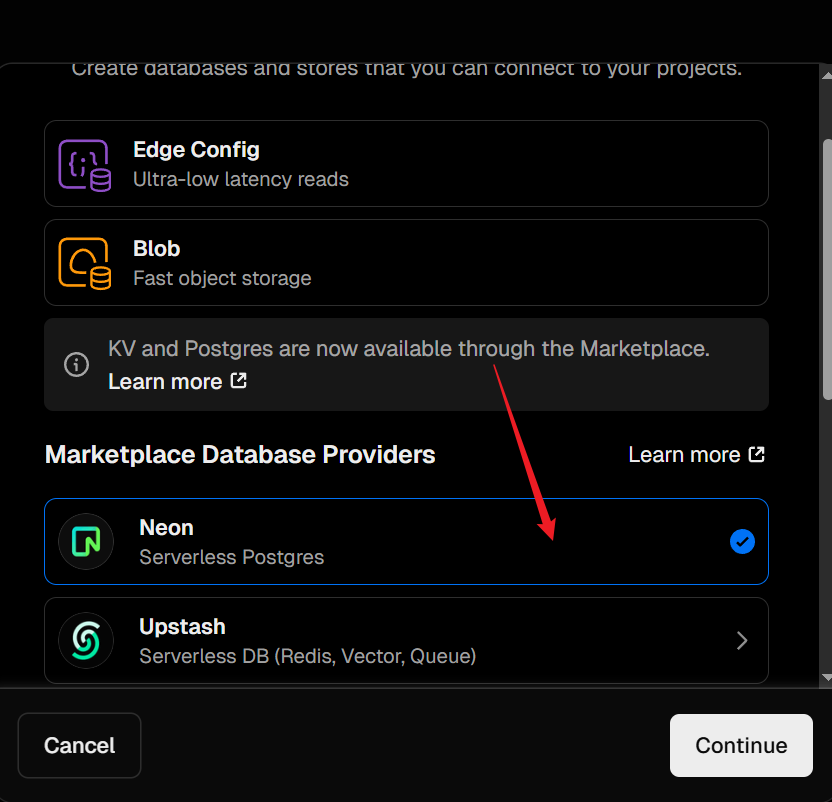 Create databases and stores that you can connect to your projects.
Edge Config
Ultra-low latency reads
Blob
Fast object storage
KV and Postgres are now available through the Marketplace.
Learn more
Marketplace Database Providers
Learn more
Neon
Serverless Postgres
Upstash
Serverless DB (Redis, Vector, Queue)
Cancel
Continue